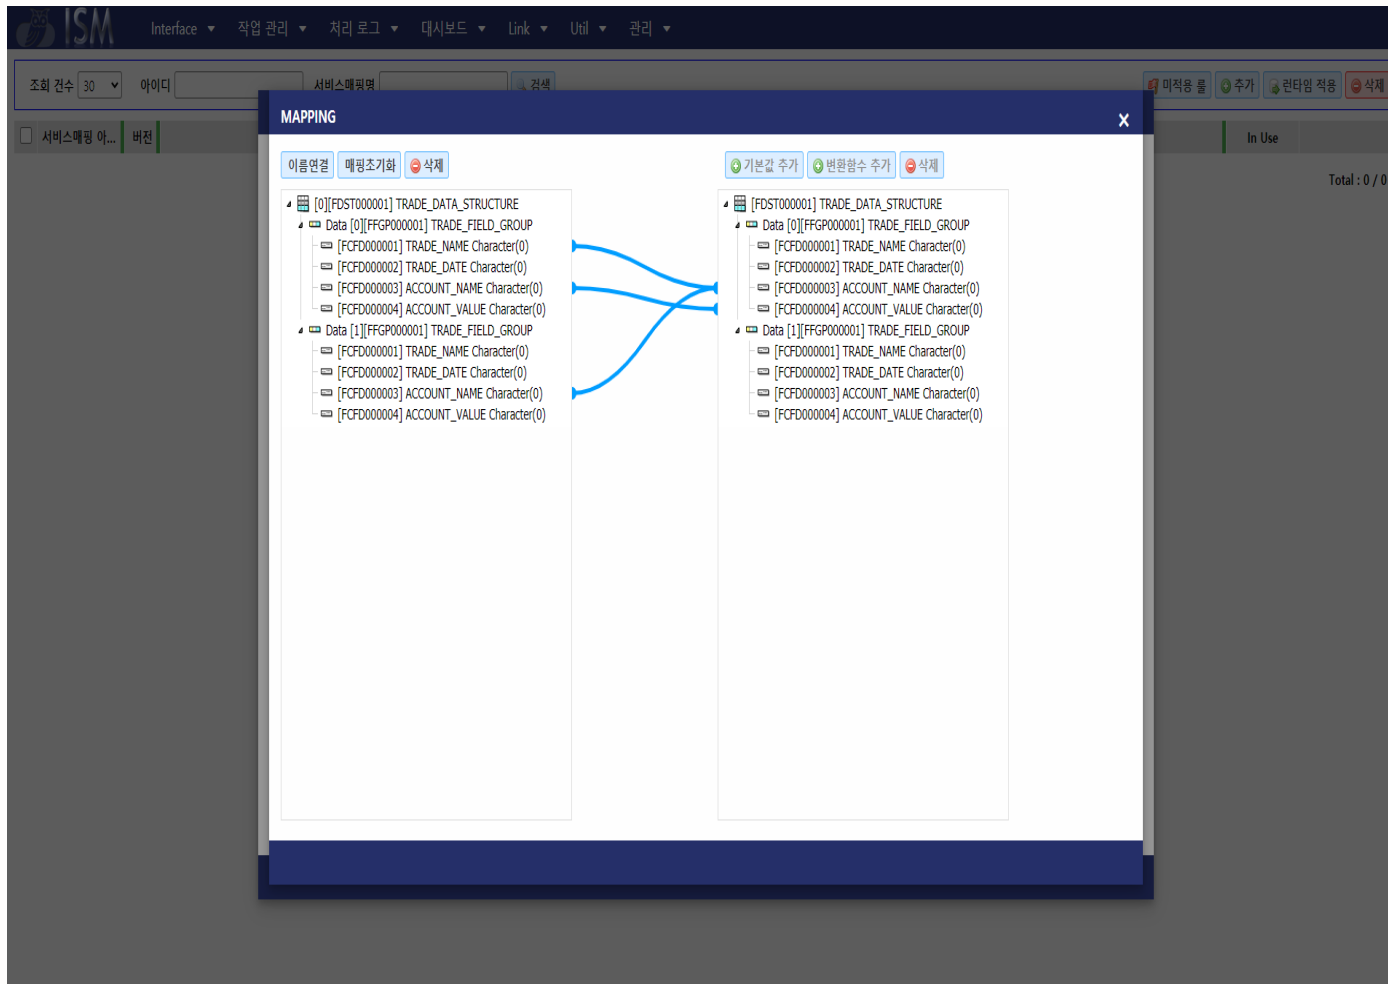 ISM Interface ▼ 작업 관리 ▼ 처리 로그 ▼ 대시보드 ▼ Link ▼ Util ▼ 관리 ▼
조회 건수 30 아이디 서비스매핑명 검색 미적용 룰 추가 런타임 적용 삭제
서비스매핑 아... 버전 In Use
Total : 0 / 0
MAPPING x
이름연결 매핑초기화 삭제
[0][FDST000001] TRADE_DATA_STRUCTURE
Data [0][FFGP000001] TRADE_FIELD_GROUP
[FCFD000001] TRADE_NAME Character(0)
[FCFD000002] TRADE_DATE Character(0)
[FCFD000003] ACCOUNT_NAME Character(0)
[FCFD000004] ACCOUNT_VALUE Character(0)
Data [1][FFGP000001] TRADE_FIELD_GROUP
[FCFD000001] TRADE_NAME Character(0)
[FCFD000002] TRADE_DATE Character(0)
[FCFD000003] ACCOUNT_NAME Character(0)
[FCFD000004] ACCOUNT_VALUE Character(0)
기본값 추가 변환함수 추가 삭제
[FDST000001] TRADE_DATA_STRUCTURE
Data [0][FFGP000001] TRADE_FIELD_GROUP
[FCFD000001] TRADE_NAME Character(0)
[FCFD000002] TRADE_DATE Character(0)
[FCFD000003] ACCOUNT_NAME Character(0)
[FCFD000004] ACCOUNT_VALUE Character(0)
Data [1][FFGP000001] TRADE_FIELD_GROUP
[FCFD000001] TRADE_NAME Character(0)
[FCFD000002] TRADE_DATE Character(0)
[FCFD000003] ACCOUNT_NAME Character(0)
[FCFD000004] ACCOUNT_VALUE Character(0)